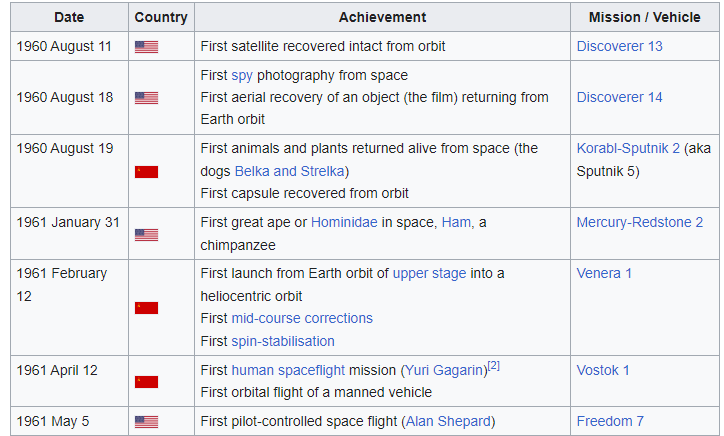 Date Country Achievement Mission / Vehicle
1960 August 11 First satellite recovered intact from orbit Discoverer 13
First spy photography from space
1960 August 18 First aerial recovery of an object (the film) returning from Discoverer 14
Earth orbit
1960 August 19 First animals and plants returned alive from space (the Korabl-Sputnik 2 (aka
dogs Belka and Strelka) Sputnik 5)
First capsule recovered from orbit
1961 January 31 First great ape or Hominidae in space, Ham, a Mercury-Redstone 2
chimpanzee
1961 February First launch from Earth orbit of upper stage into a Venera 1
12 heliocentric orbit
First mid-course corrections
First spin-stabilisation
1961 April 12 First human spaceflight mission (Yuri Gagarin)[2] Vostok 1
First orbital flight of a manned vehicle
1961 May 5 First pilot-controlled space flight (Alan Shepard) Freedom 7